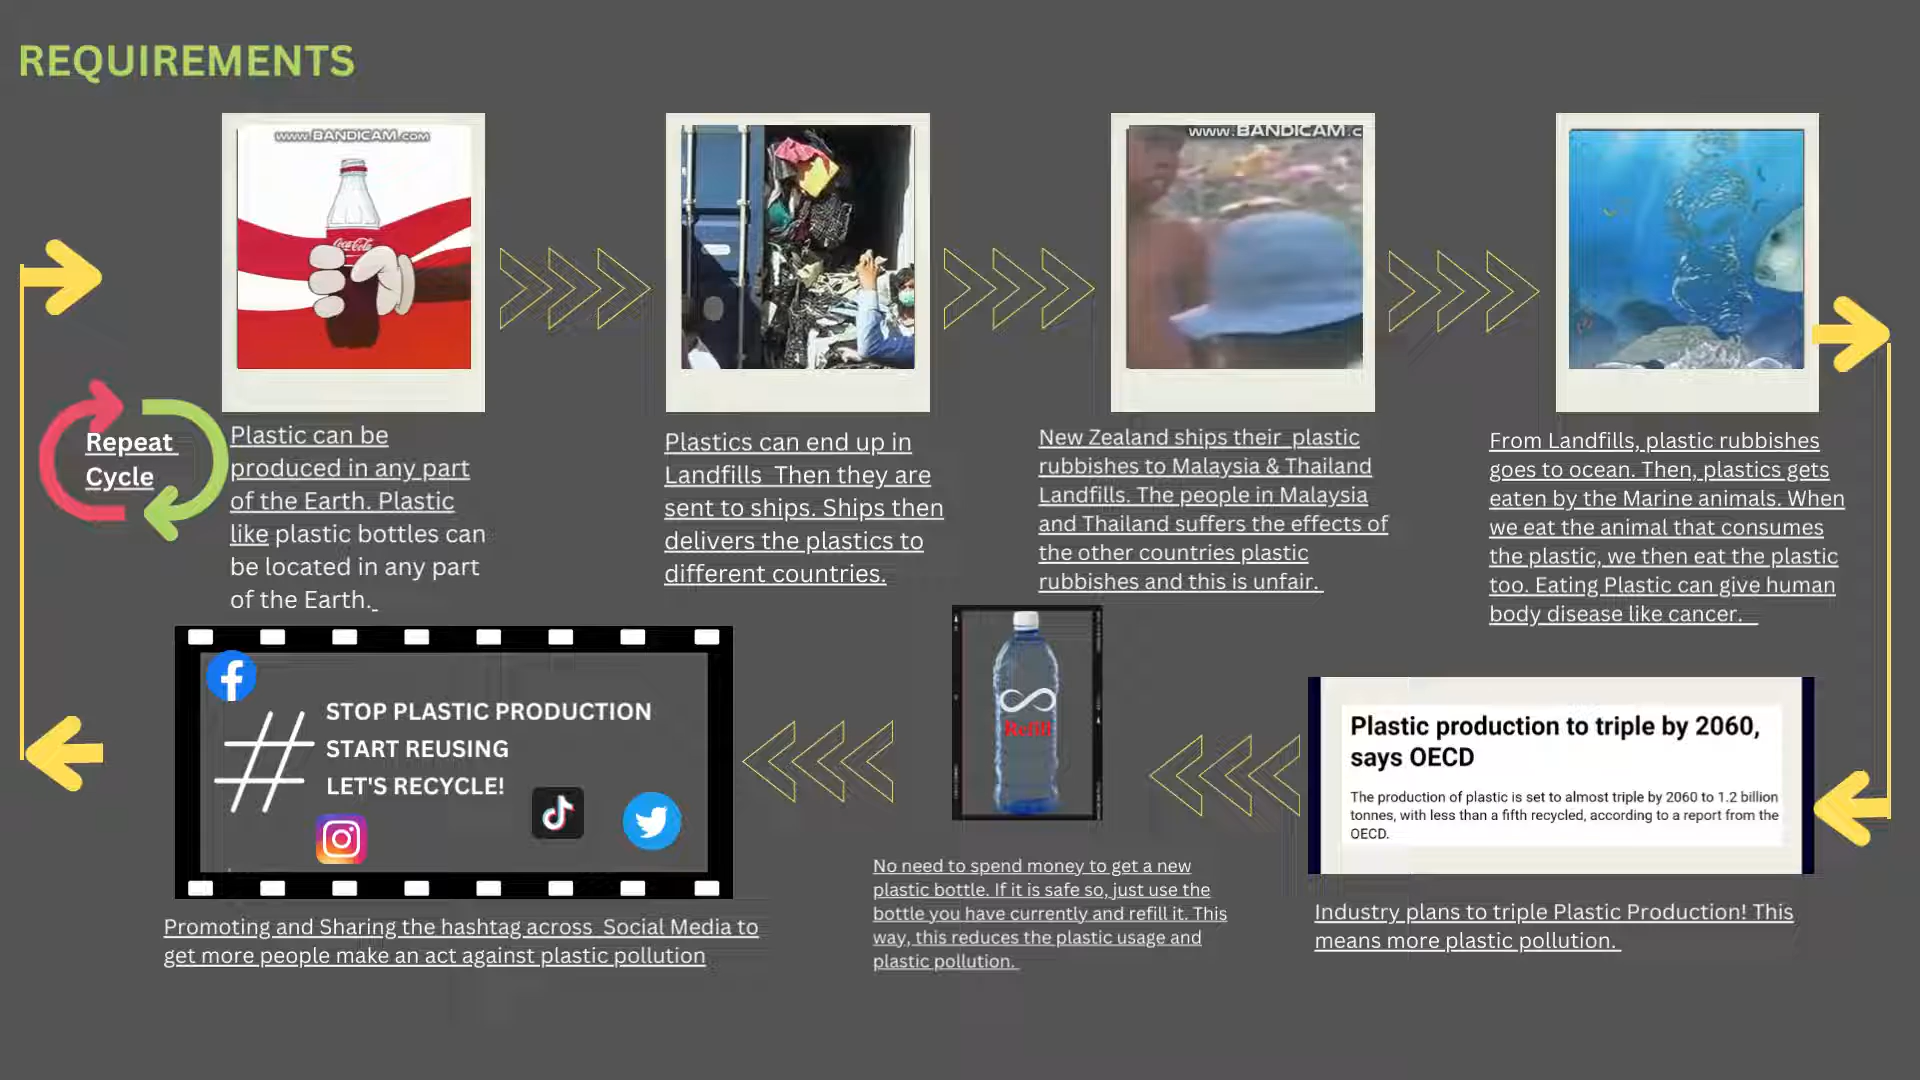 REQUIREMENTS
www.BANDICAM.com
Coca-Cola
www.BANDICAM.c
Repeat
Cycle
Plastic can be
produced in any part
of the Earth. Plastic
like plastic bottles can
be located in any part
of the Earth.
Plastics can end up in
Landfills Then they are
sent to ships. Ships then
delivers the plastics to
different countries.
New Zealand ships their plastic
rubbishes to Malaysia & Thailand
Landfills. The people in Malaysia
and Thailand suffers the effects of
the other countries plastic
rubbishes and this is unfair.
From Landfills, plastic rubbishes
goes to ocean. Then, plastics gets
eaten by the Marine animals. When
we eat the animal that consumes
the plastic, we then eat the plastic
too. Eating Plastic can give human
body disease like cancer.
# STOP PLASTIC PRODUCTION
START REUSING
LET'S RECYCLE!
Promoting and Sharing the hashtag across Social Media to
get more people make an act against plastic pollution
Refill
No need to spend money to get a new
plastic bottle. If it is safe so, just use the
bottle you have currently and refill it. This
way, this reduces the plastic usage and
plastic pollution.
Plastic production to triple by 2060,
says OECD
The production of plastic is set to almost triple by 2060 to 1.2 billion
tonnes, with less than a fifth recycled, according to a report from the
OECD.
Industry plans to triple Plastic Production! This
means more plastic pollution.